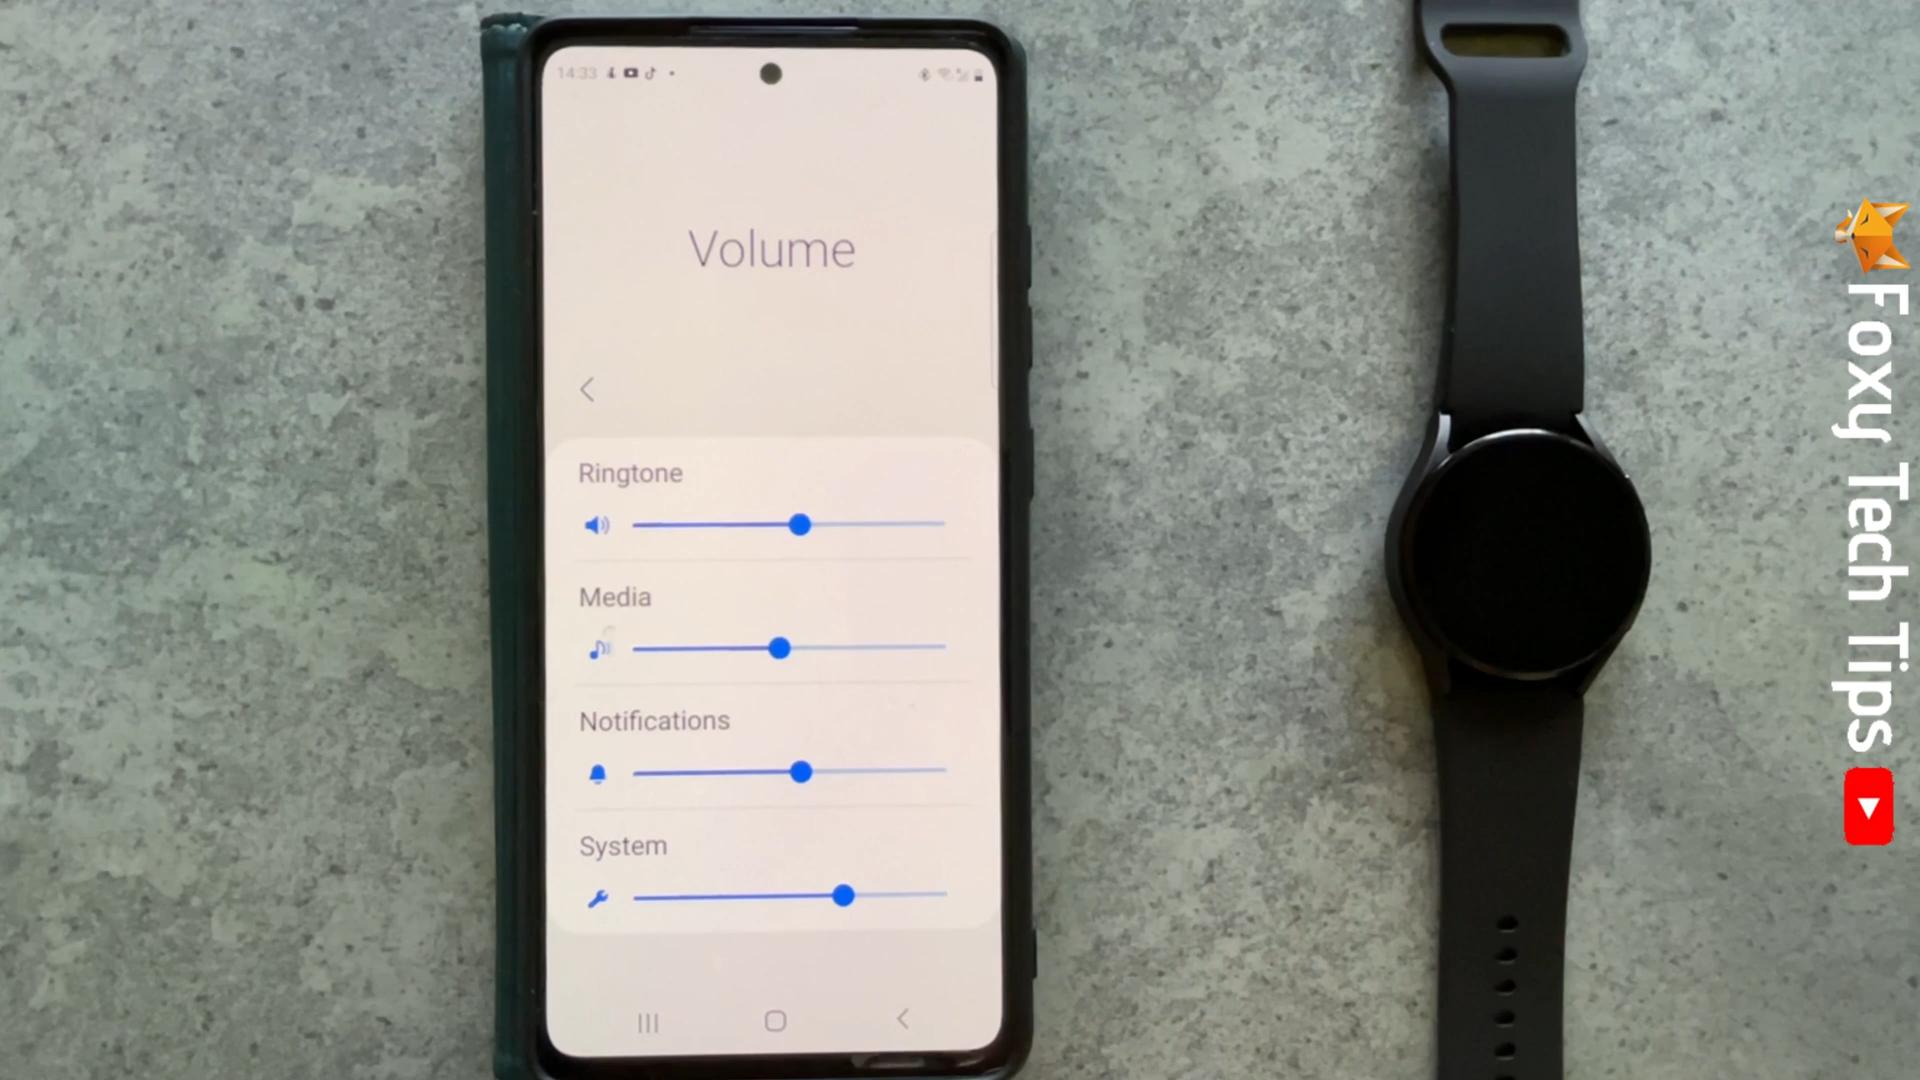 14:33
Volume
Ringtone
Media
Notifications
System
Foxy Tech Tips